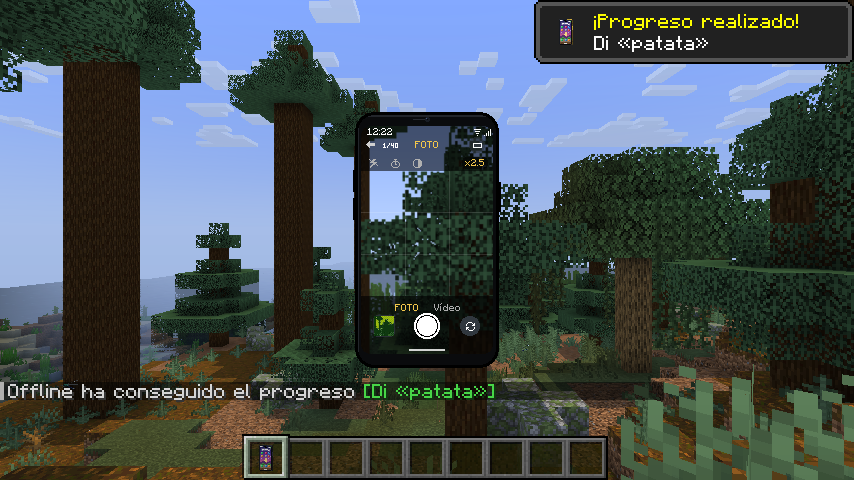 ¡Progreso realizado!
Di «patata»
12:22
1/40 FOTO
x2.5
FOTO Vídeo
Offline ha conseguido el progreso [Di «patata»]